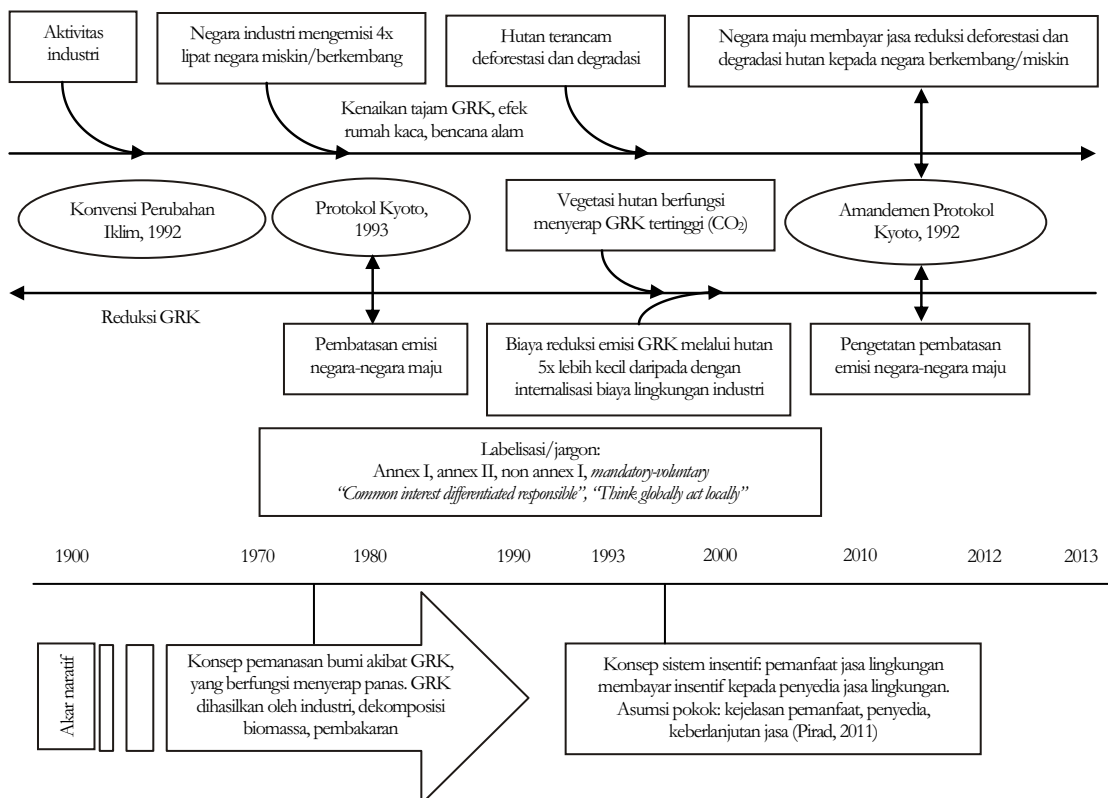 Aktivitas
industri
Negara industri mengemisi 4x
lipat negara miskin/berkembang
Hutan terancam
deforestasi dan degradasi
Negara maju membayar jasa reduksi deforestasi dan
degradasi hutan kepada negara berkembang/miskin
Kenaikan tajam GRK, efek
rumah kaca, bencana alam
Konvensi Perubahan
Iklim, 1992
Protokol Kyoto,
1993
Vegetasi hutan berfungsi
menyerap GRK tertinggi (CO₂)
Amandemen Protokol
Kyoto, 1992
Reduksi GRK
Pembatasan emisi
negara-negara maju
Biaya reduksi emisi GRK melalui hutan
5x lebih kecil daripada dengan
internalisasi biaya lingkungan industri
Pengetatan pembatasan
emisi negara-negara maju
Labelisasi/jargon:
Annex I, annex II, non annex I, mandatory-voluntary
“Common interest differentiated responsible”, “Think globally act locally”
1900 1970 1980 1990 1993 2000 2010 2012 2013
Akar naratif
Konsep pemanasan bumi akibat GRK,
yang berfungsi menyerap panas. GRK
dihasilkan oleh industri, dekomposisi
biomassa, pembakaran
Konsep sistem insentif: pemanfaat jasa lingkungan
membayar insentif kepada penyedia jasa lingkungan.
Asumsi pokok: kejelasan pemanfaat, penyedia,
keberlanjutan jasa (Pirad, 2011)